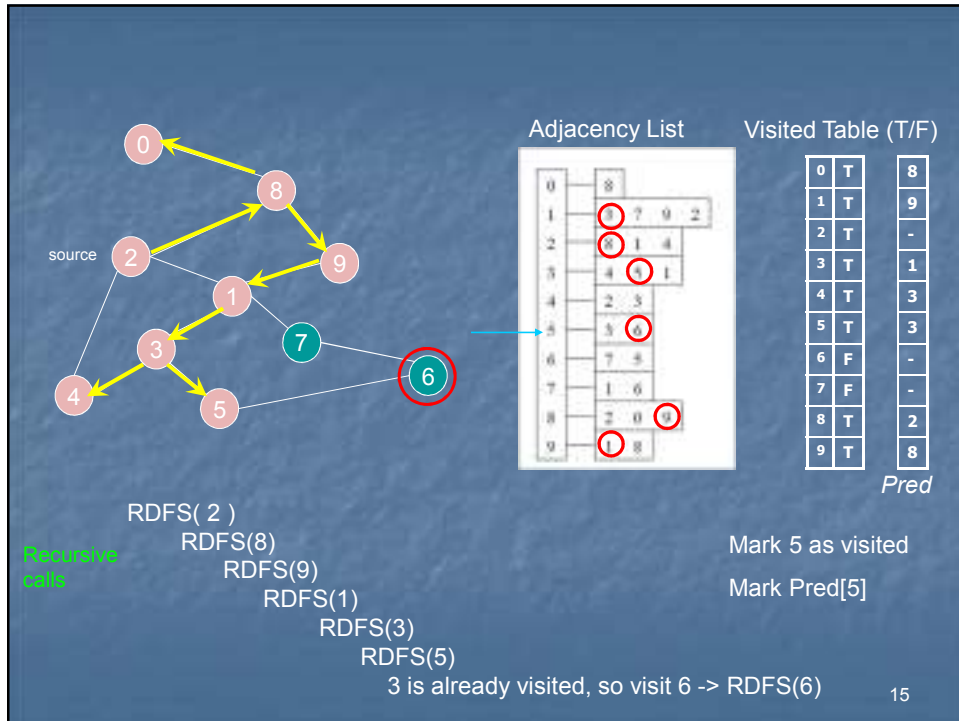 Adjacency List
Visited Table (T/F)
0
8
source
2
9
1
7
3
6
4
5
0 8
1 3 7 9 2
2 8 1 4
3 4 5 1
4 2 3
5 3 6
6 7 5
7 1 6
8 2 0 9
9 1 8
0 T 8
1 T 9
2 T -
3 T 1
4 T 3
5 T 3
6 F -
7 F -
8 T 2
9 T 8
Pred
RDFS( 2 )
RDFS(8)
RDFS(9)
RDFS(1)
RDFS(3)
RDFS(5)
3 is already visited, so visit 6 -> RDFS(6)
Recursive
calls
Mark 5 as visited
Mark Pred[5]
15